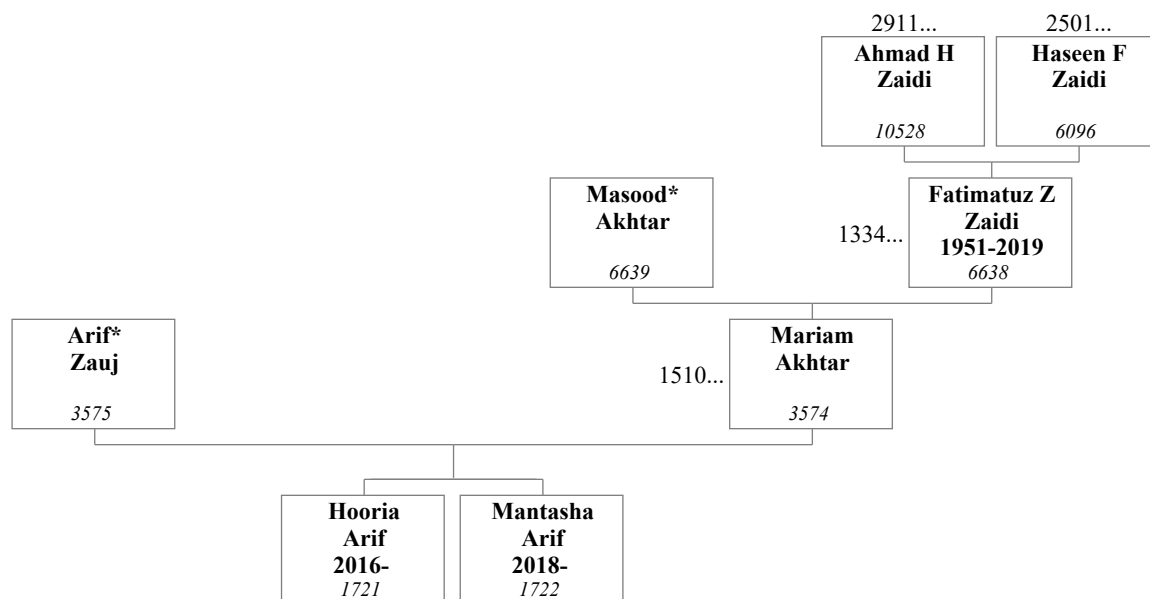 2911...
2501...
Ahmad H
Zaidi
10528
Haseen F
Zaidi
6096
Masood*
Akhtar
6639
1334...
Fatimatuz Z
Zaidi
1951-2019
6638
Arif*
Zauj
3575
1510...
Mariam
Akhtar
3574
Hooria
Arif
2016-
1721
Mantasha
Arif
2018-
1722